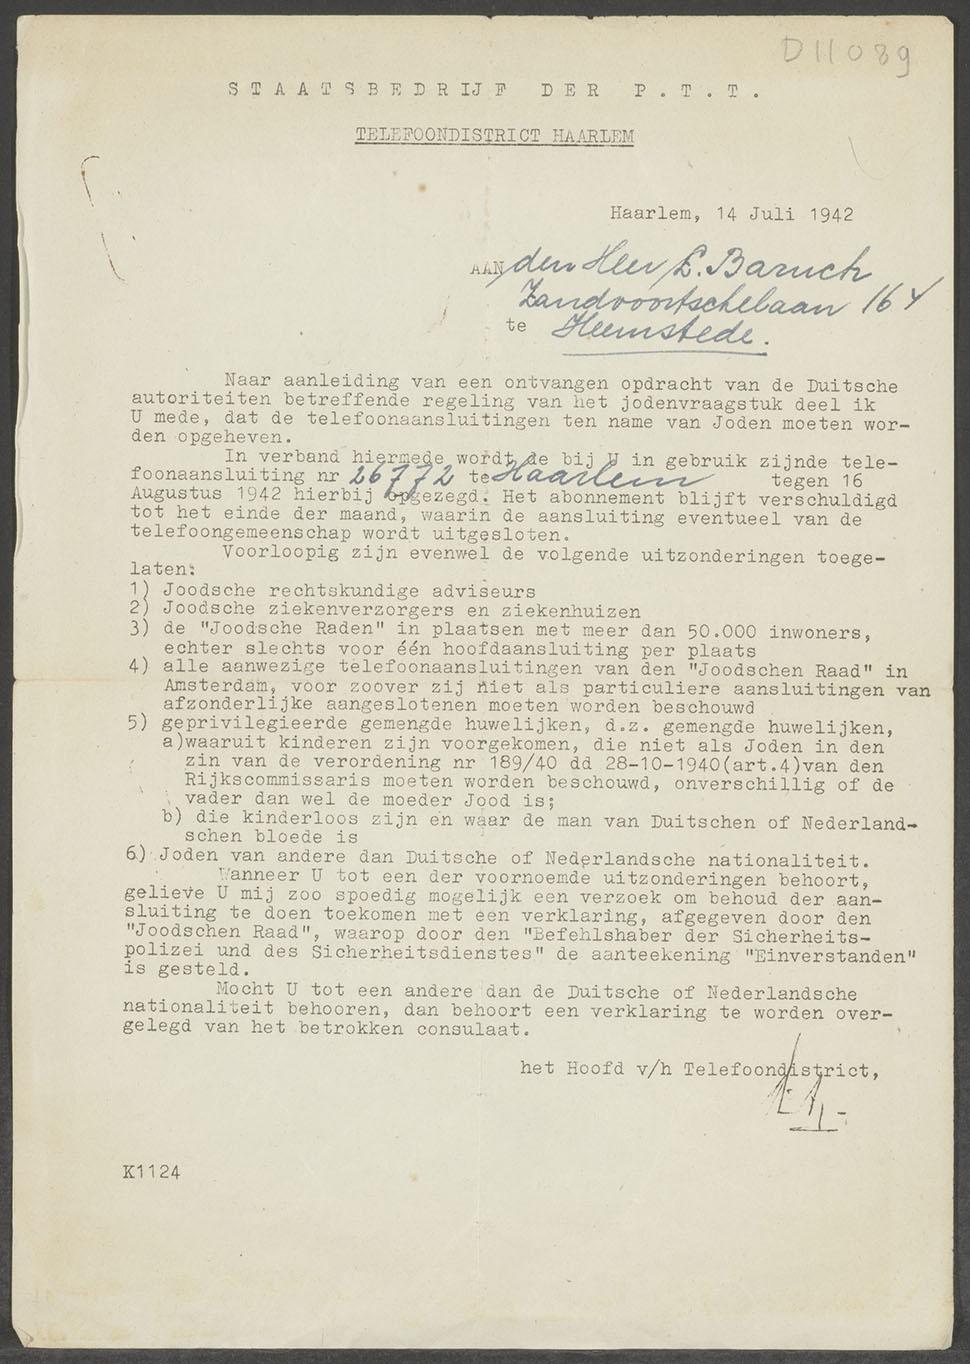 D11089
STAATSBEDRIJF DER P.T.T.
TELEFOONDISTRICT HAARLEM
Haarlem, 14 Juli 1942
AAN den Heer E. Baruch
Zandvoortschelaan 164
te Heemstede.
Naar aanleiding van een ontvangen opdracht van de Duitsche
autoriteiten betreffende regeling van het jodenvraagstuk deel ik
U mede, dat de telefoonaansluitingen ten name van Joden moeten wor-
den opgeheven.
In verband hiermede wordt de bij U in gebruik zijnde tele-
foonaansluiting nr 26772 te Haarlem tegen 16
Augustus 1942 hierbij opgezegd. Het abonnement blijft verschuldigd
tot het einde der maand, waarin de aansluiting eventueel van de
telefoongemeenschap wordt uitgesloten.
Voorloopig zijn evenwel de volgende uitzonderingen toege-
laten:
1) Joodsche rechtskundige adviseurs
2) Joodsche ziekenverzorgers en ziekenhuizen
3) de "Joodsche Raden" in plaatsen met meer dan 50.000 inwoners,
echter slechts voor één hoofdaansluiting per plaats
4) alle aanwezige telefoonaansluitingen van den "Joodschen Raad" in
Amsterdam, voor zoover zij niet als particuliere aansluitingen van
afzonderlijke aangeslotenen moeten worden beschouwd
5) geprivilegieerde gemengde huwelijken, d.z. gemengde huwelijken,
a)waaruit kinderen zijn voorgekomen, die niet als Joden in den
zin van de verordening nr 189/40 dd 28-10-1940(art.4)van den
Rijkscommissaris moeten worden beschouwd, onverschillig of de
vader dan wel de moeder Jood is;
b) die kinderloos zijn en waar de man van Duitschen of Nederland-
schen bloede is
6) Joden van andere dan Duitsche of Nederlandsche nationaliteit.
Wanneer U tot een der voornoemde uitzonderingen behoort,
gelieve U mij zoo spoedig mogelijk een verzoek om behoud der aan-
sluiting te doen toekomen met een verklaring, afgegeven door den
"Joodschen Raad", waarop door den "Befehlshaber der Sicherheits-
polizei und des Sicherheitsdienstes" de aanteekening "Einverstanden"
is gesteld.
Mocht U tot een andere dan de Duitsche of Nederlandsche
nationaliteit behooren, dan behoort een verklaring te worden over-
gelegd van het betrokken consulaat.
het Hoofd v/h Telefoondistrict,
K1124